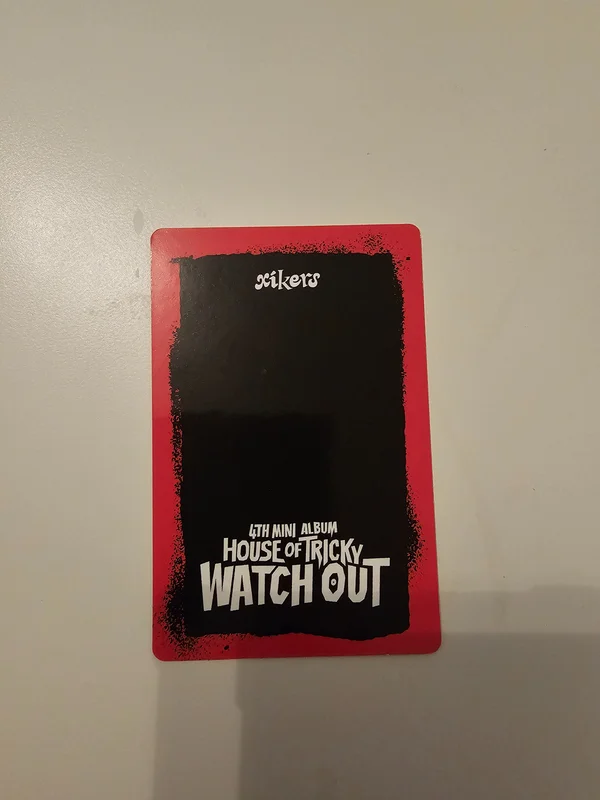 xikers
4TH MINI ALBUM
HOUSE OF TRICKY
WATCH OUT